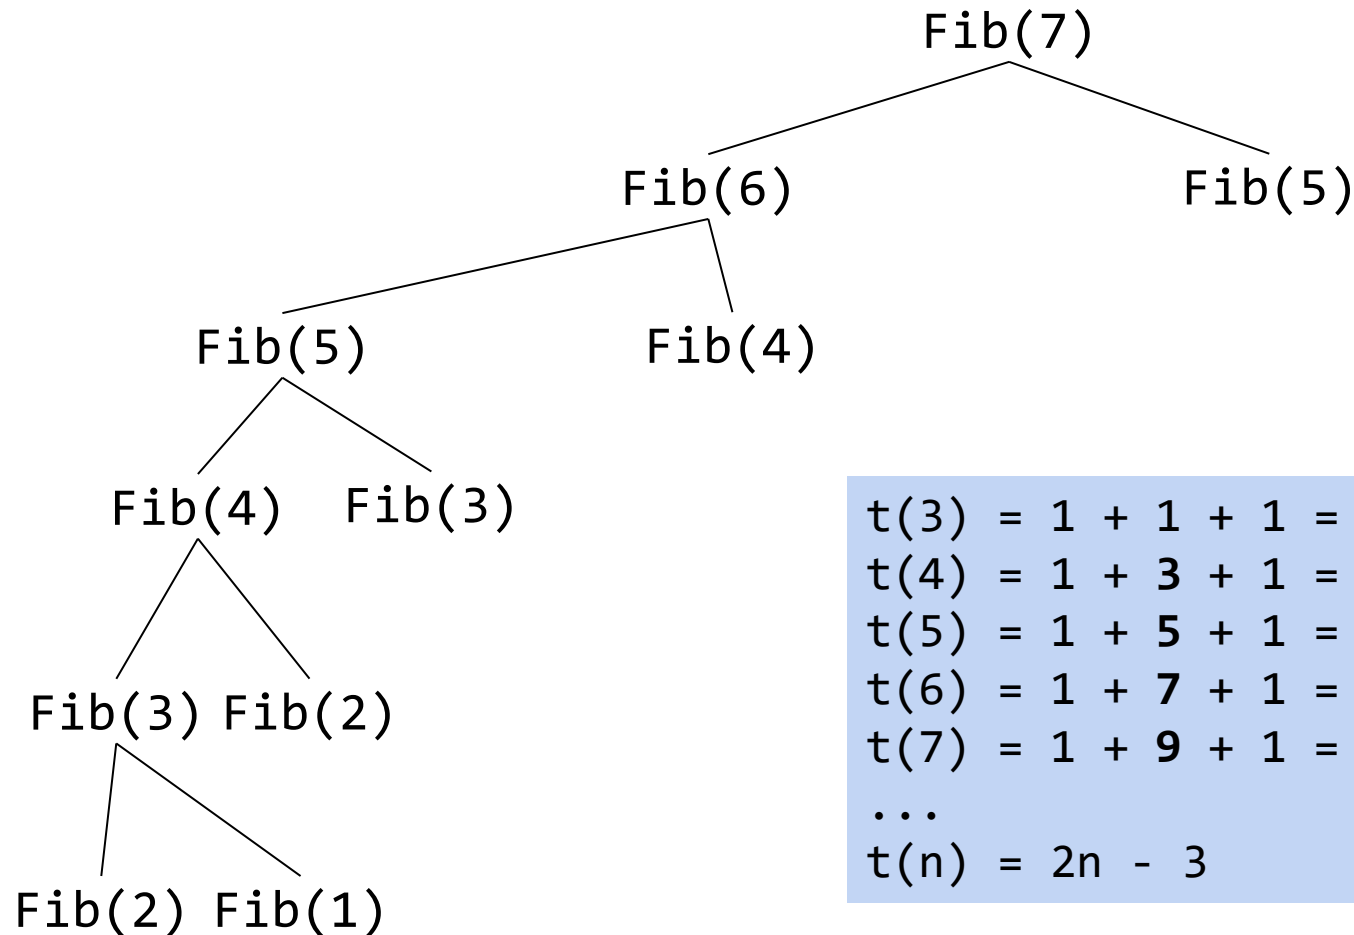 Fib(7)
Fib(6) Fib(5)
Fib(5) Fib(4)
Fib(4) Fib(3)
Fib(3) Fib(2)
Fib(2) Fib(1)
t(3) = 1 + 1 + 1 =
t(4) = 1 + 3 + 1 =
t(5) = 1 + 5 + 1 =
t(6) = 1 + 7 + 1 =
t(7) = 1 + 9 + 1 =
...
t(n) = 2n - 3